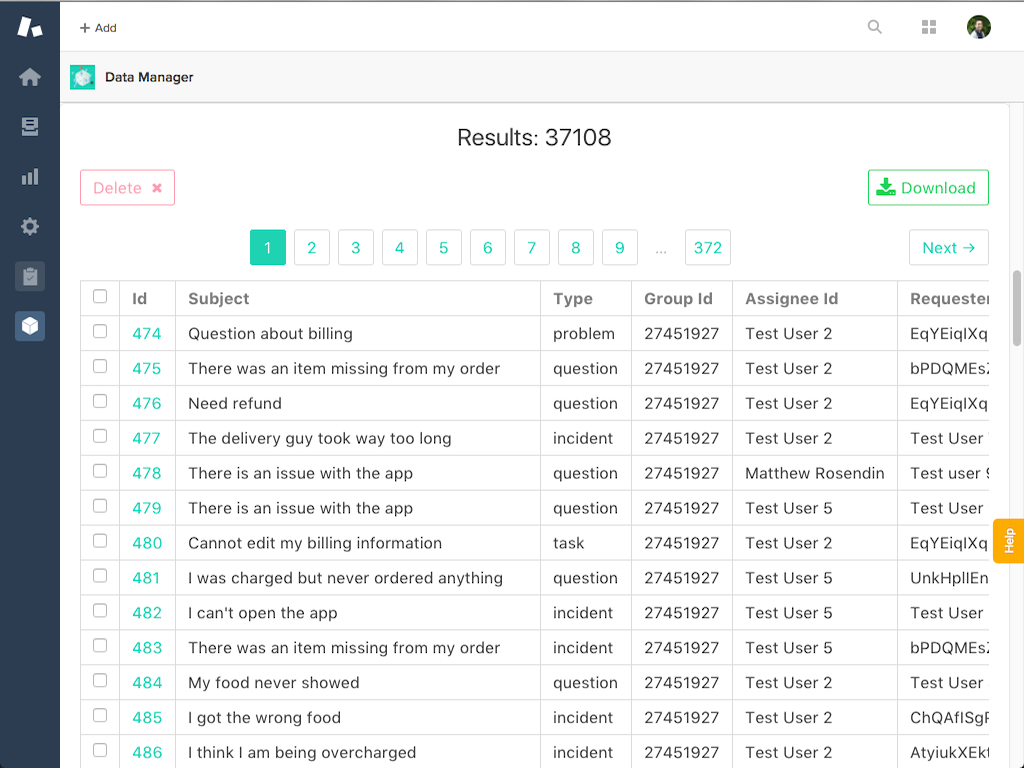 + Add
Data Manager
Results: 37108
Delete ✖
Download
1 2 3 4 5 6 7 8 9 ... 372 Next →
Id Subject Type Group Id Assignee Id Requester
474 Question about billing problem 27451927 Test User 2
475 There was an item missing from my order question 27451927 Test User 2
476 Need refund question 27451927 Test User 2
477 The delivery guy took way too long incident 27451927 Test User 2 Test User
478 There is an issue with the app question 27451927 Matthew Rosendin Test user
479 There is an issue with the app question 27451927 Test User 5 Test User
480 Cannot edit my billing information task 27451927 Test User 2
Help
481 I was charged but never ordered anything question 27451927 Test User 5
482 I can't open the app incident 27451927 Test User 5 Test User
483 There was an item missing from my order incident 27451927 Test User 5
484 My food never showed question 27451927 Test User 2 Test User
485 I got the wrong food incident 27451927 Test User 2
486 I think I am being overcharged incident 27451927 Test User 2